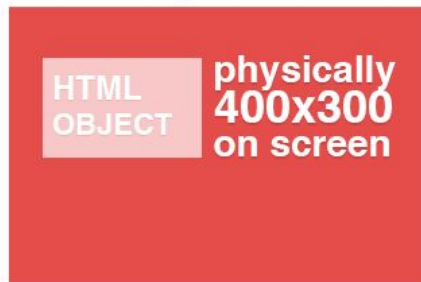 HTML
OBJECT
physically
400x300
on screen